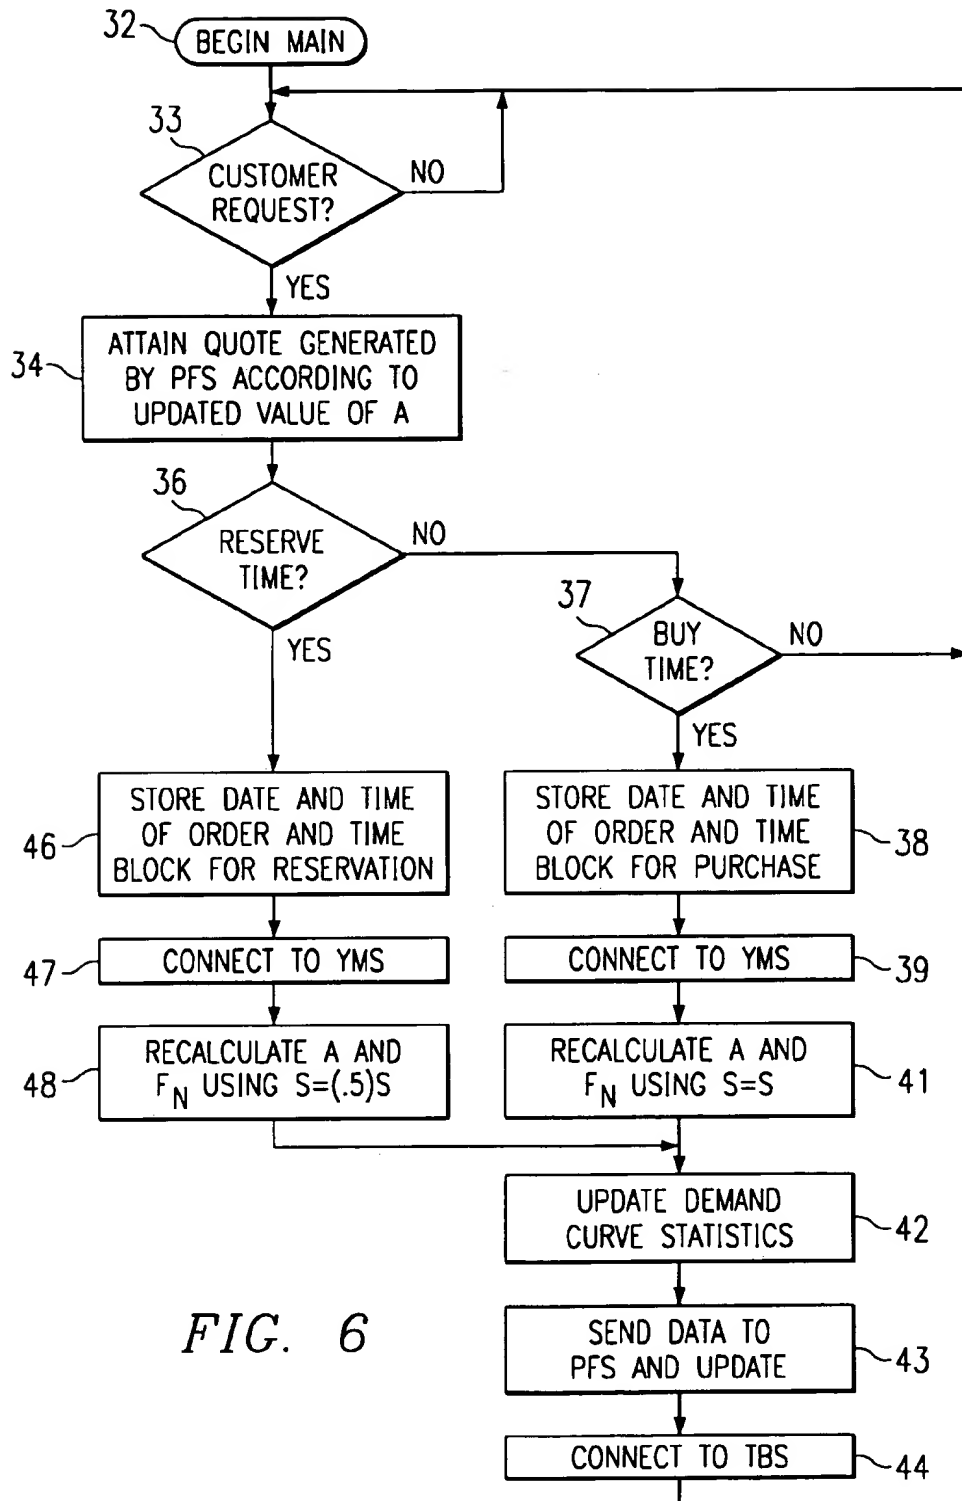 32
BEGIN MAIN
33
CUSTOMER
REQUEST?
NO
YES
34
ATTAIN QUOTE GENERATED
BY PFS ACCORDING TO
UPDATED VALUE OF A
36
RESERVE
TIME?
NO
YES
37
BUY
TIME?
NO
YES
46
STORE DATE AND TIME
OF ORDER AND TIME
BLOCK FOR RESERVATION
STORE DATE AND TIME
OF ORDER AND TIME
BLOCK FOR PURCHASE
38
47
CONNECT TO YMS
CONNECT TO YMS
39
48
RECALCULATE A AND
F_N USING S=(.5)S
RECALCULATE A AND
F_N USING S=S
41
UPDATE DEMAND
CURVE STATISTICS
42
FIG. 6
SEND DATA TO
PFS AND UPDATE
43
CONNECT TO TBS
44